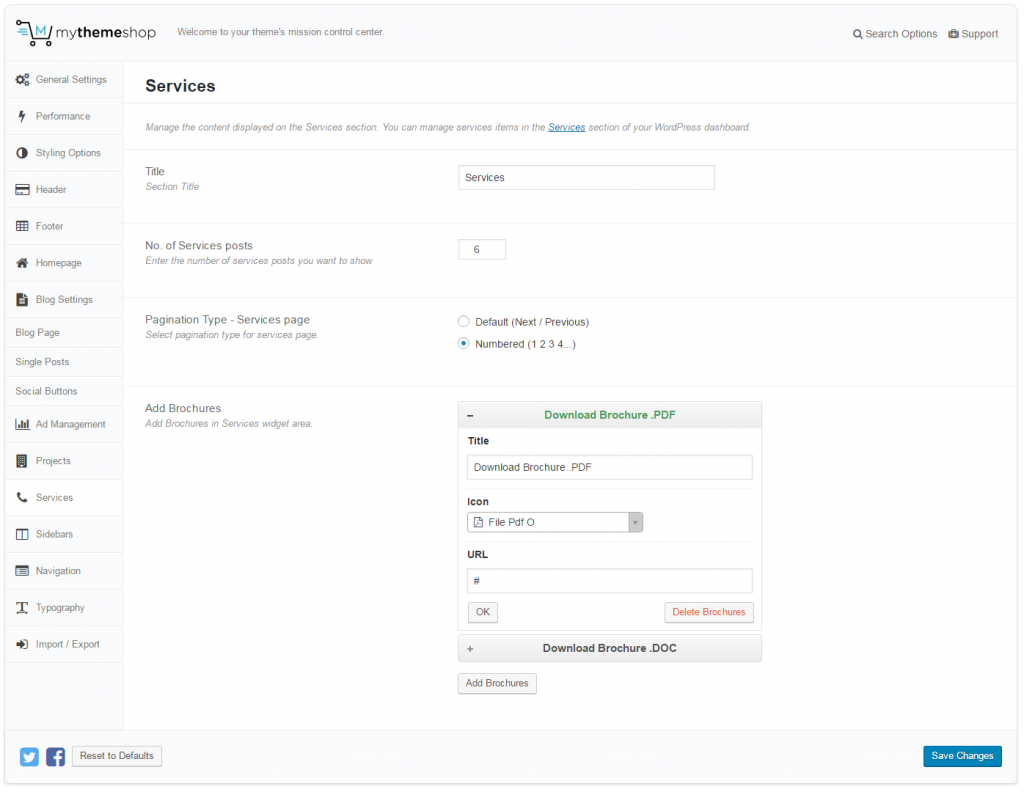 mythemeshop
Welcome to your theme's mission control center.
Search Options
Support
General Settings
Performance
Styling Options
Header
Footer
Homepage
Blog Settings
Blog Page
Single Posts
Social Buttons
Ad Management
Projects
Services
Sidebars
Navigation
Typography
Import / Export
Services
Manage the content displayed on the Services section. You can manage services items in the Services section of your WordPress dashboard.
Title
Section Title
Services
No. of Services posts
Enter the number of services posts you want to show
6
Pagination Type - Services page
Select pagination type for services page.
Default (Next / Previous)
Numbered (1 2 3 4...)
Add Brochures
Add Brochures in Services widget area.
− Download Brochure .PDF
Title
Download Brochure .PDF
Icon
File Pdf O
URL
#
OK
Delete Brochures
+ Download Brochure .DOC
Add Brochures
Reset to Defaults
Save Changes